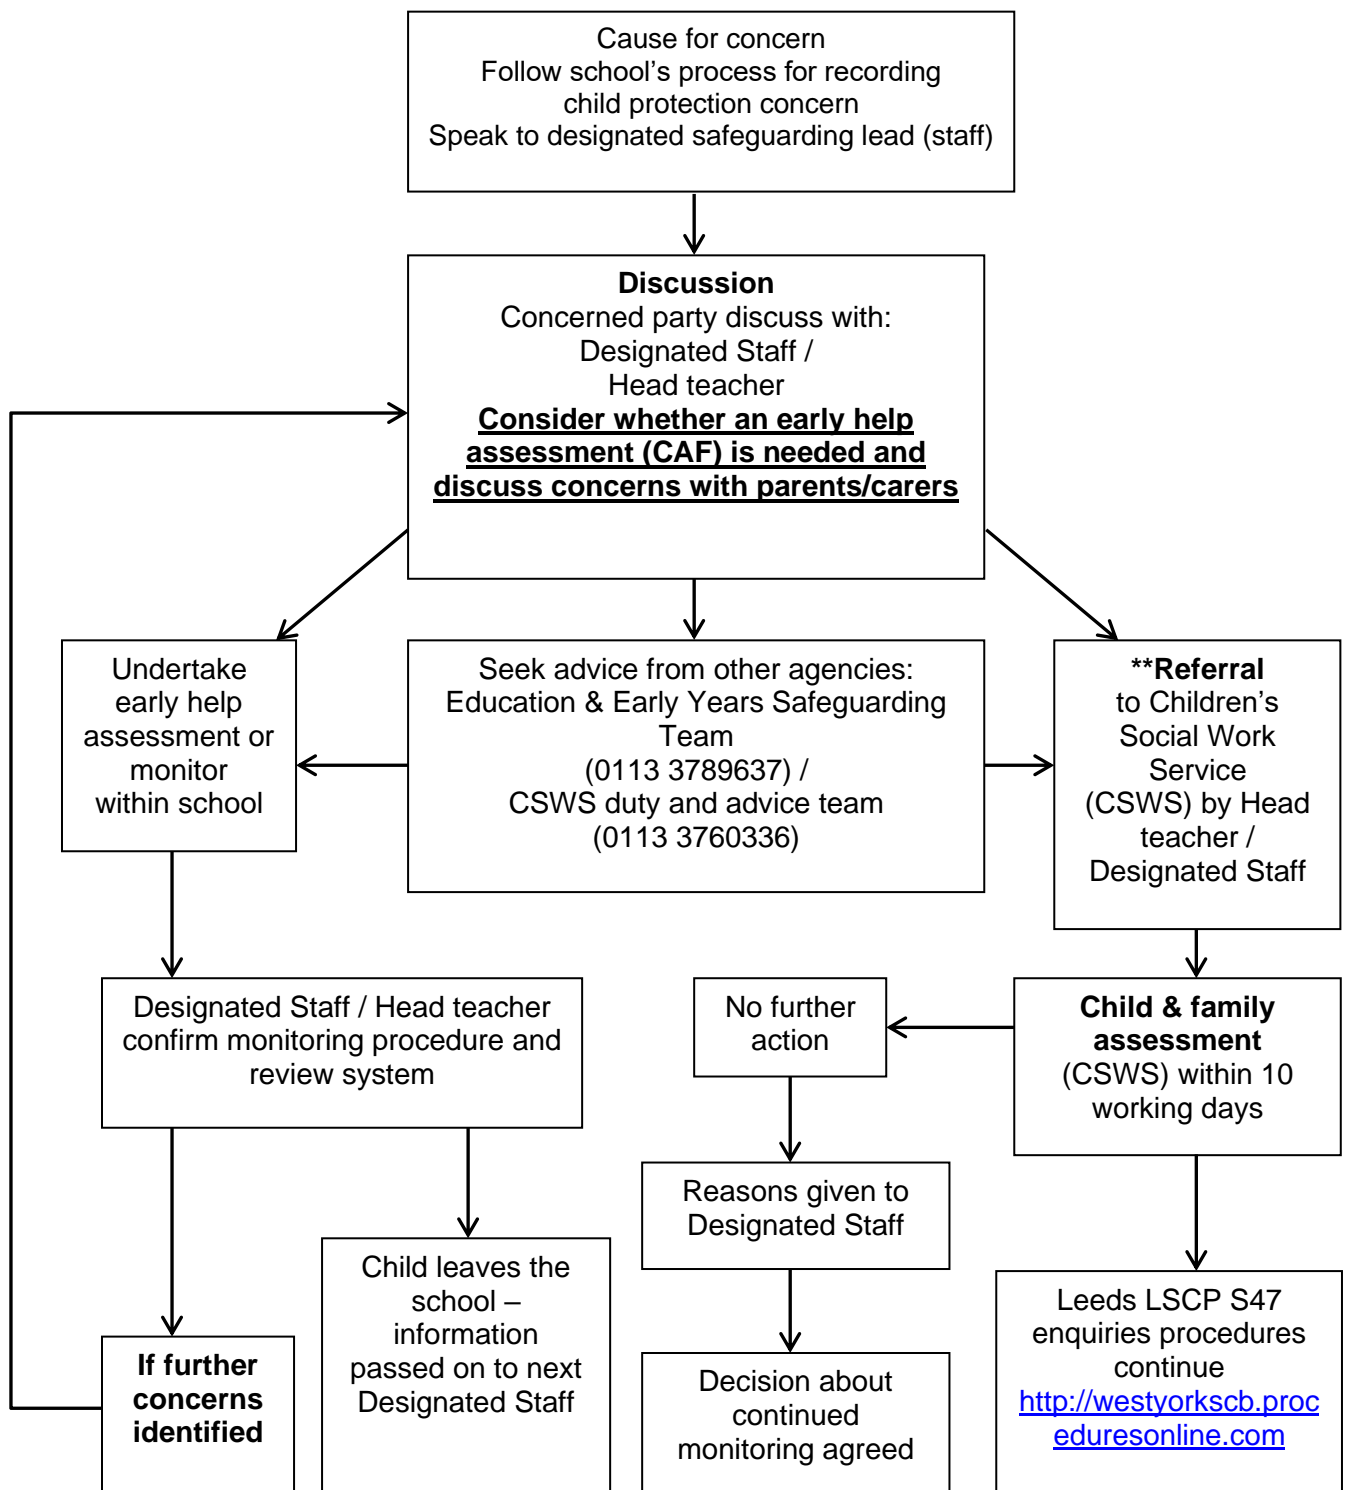 Cause for concern
Follow school’s process for recording
child protection concern
Speak to designated safeguarding lead (staff)
Discussion
Concerned party discuss with:
Designated Staff /
Head teacher
Consider whether an early help
assessment (CAF) is needed and
discuss concerns with parents/carers
Undertake
early help
assessment or
monitor
within school
Seek advice from other agencies:
Education & Early Years Safeguarding
Team
(0113 3789637) /
CSWS duty and advice team
(0113 3760336)
**Referral
to Children’s
Social Work
Service
(CSWS) by Head
teacher /
Designated Staff
Designated Staff / Head teacher
confirm monitoring procedure and
review system
No further
action
Child & family
assessment
(CSWS) within 10
working days
Reasons given to
Designated Staff
If further
concerns
identified
Child leaves the
school –
information
passed on to next
Designated Staff
Decision about
continued
monitoring agreed
Leeds LSCP S47
enquiries procedures
continue
http://westyorkscb.proc
eduresonline.com